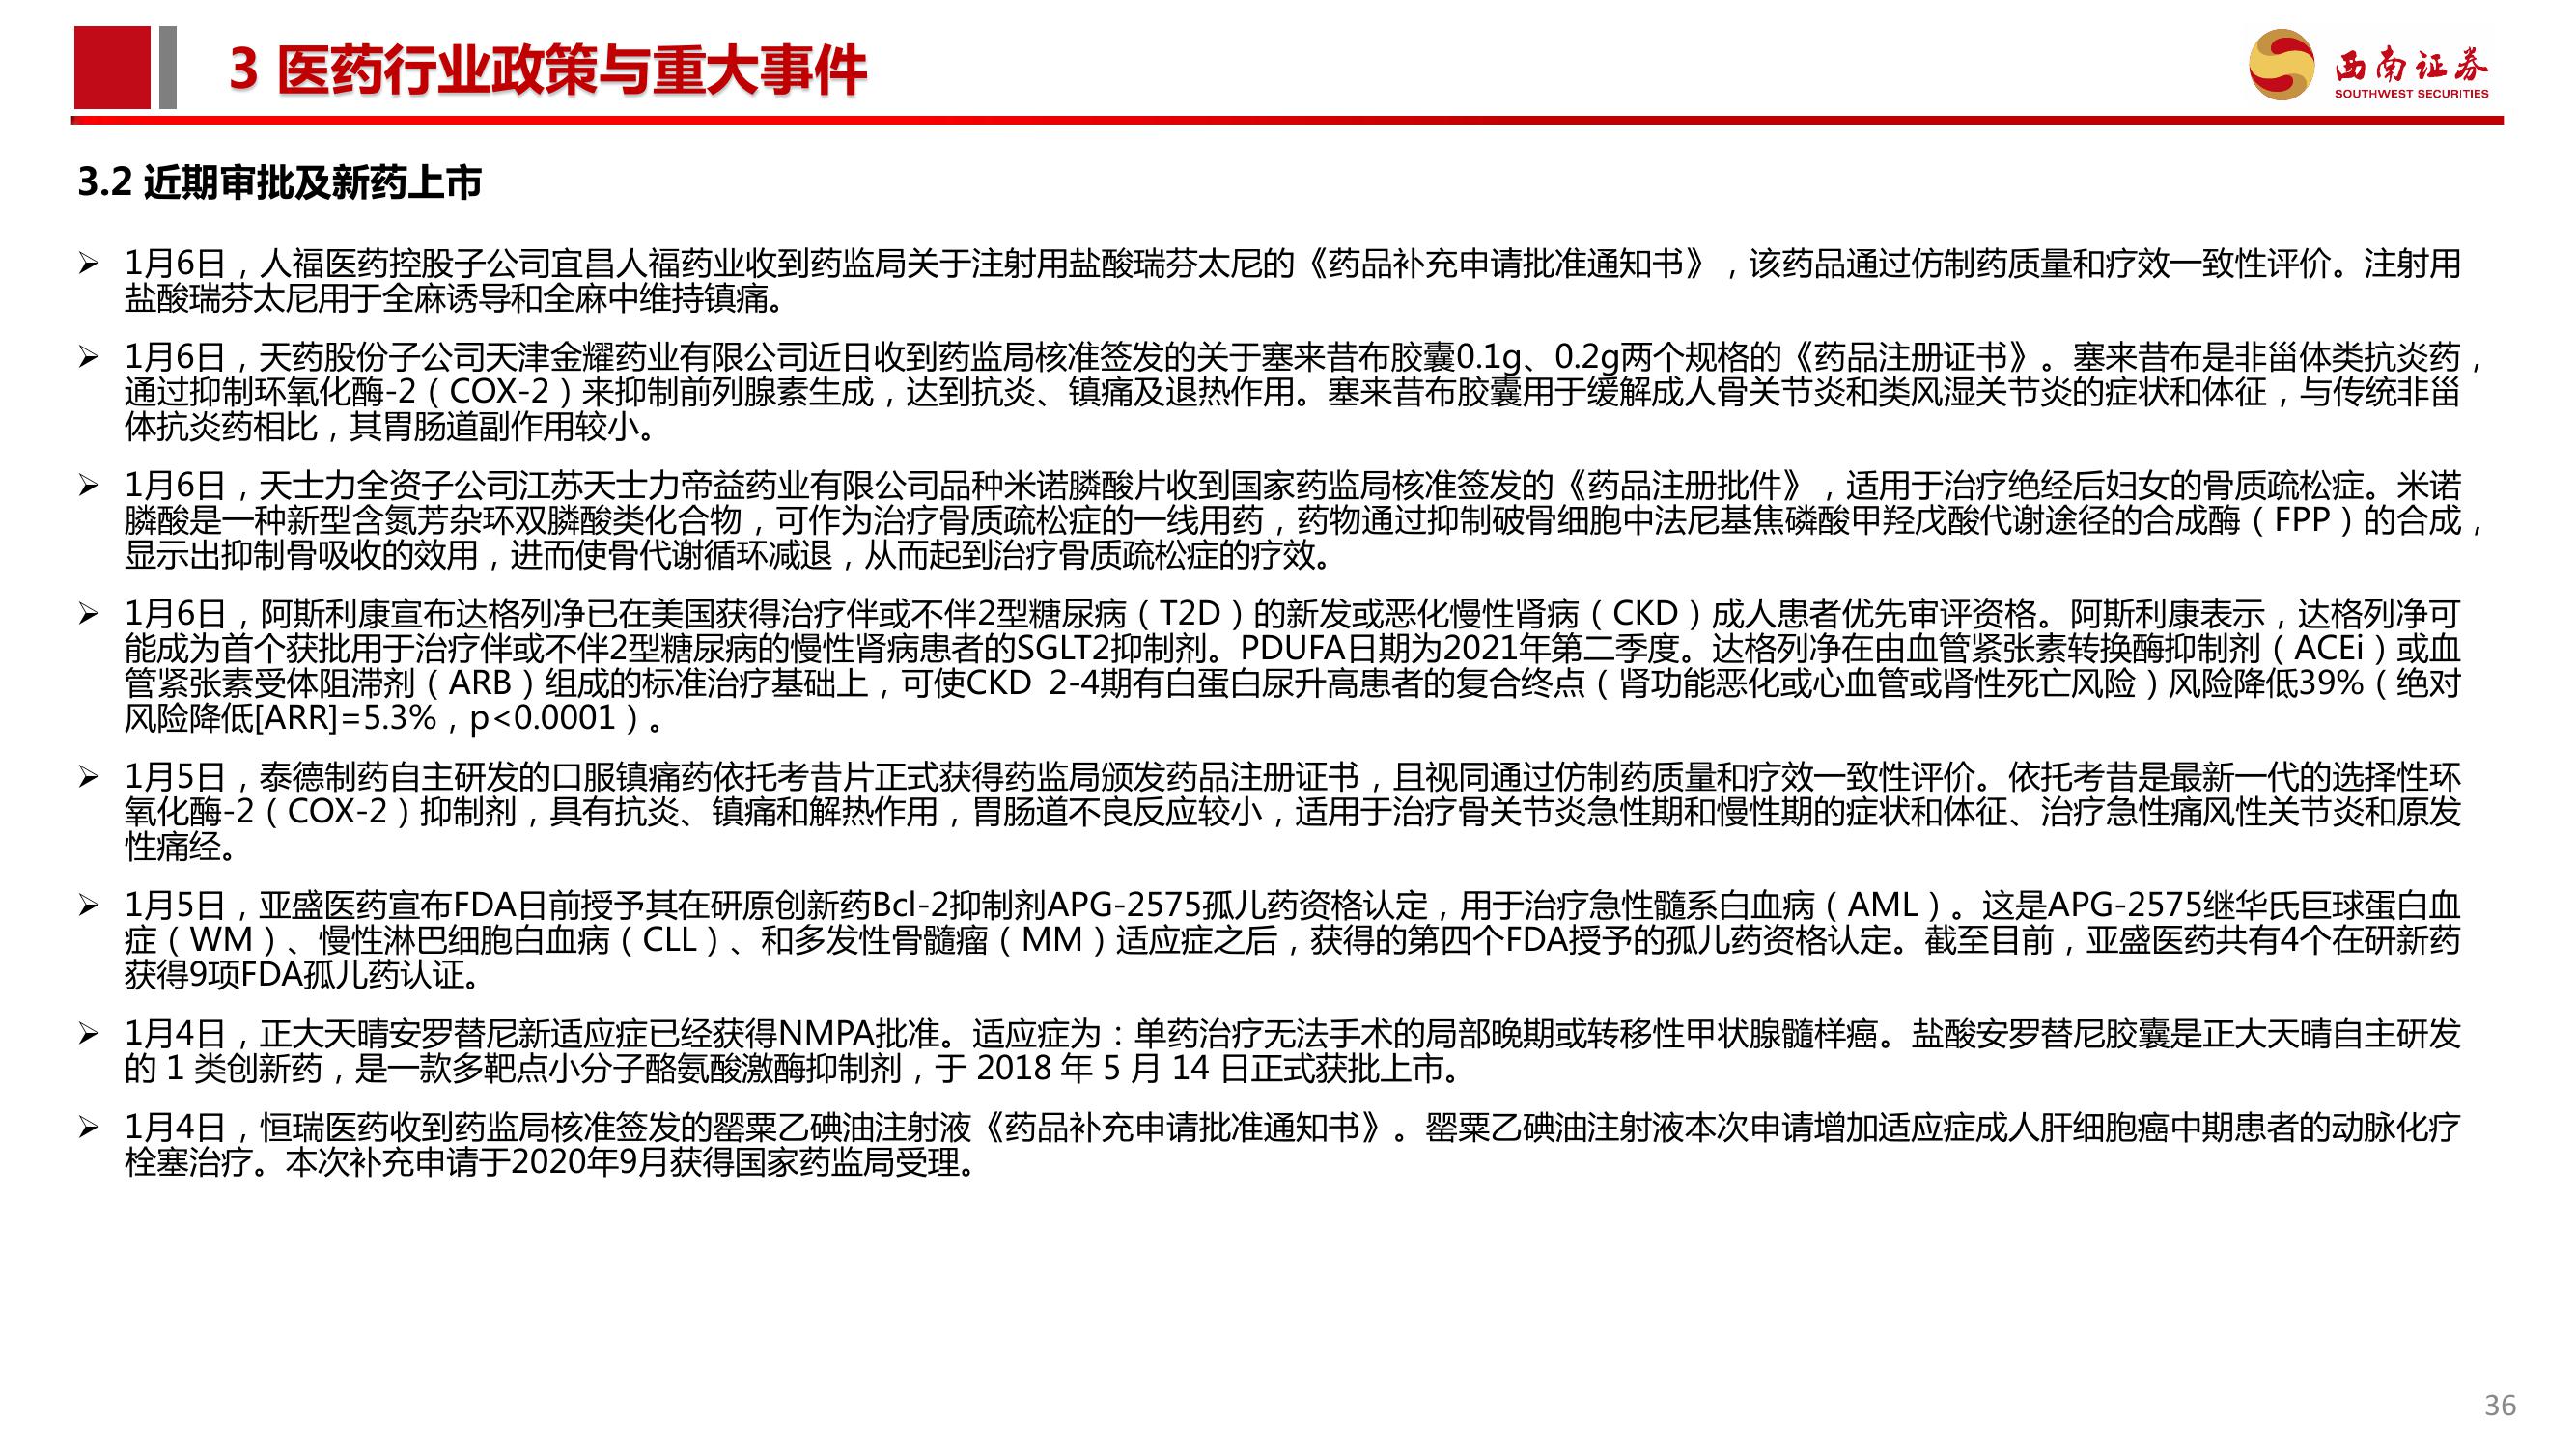 3 医药行业政策与重大事件
西南证券
SOUTHWEST SECURITIES
3.2 近期审批及新药上市
➢ 1月6日，人福医药控股子公司宜昌人福药业收到药监局关于注射用盐酸瑞芬太尼的《药品补充申请批准通知书》，该药品通过仿制药质量和疗效一致性评价。注射用
盐酸瑞芬太尼用于全麻诱导和全麻中维持镇痛。
➢ 1月6日，天药股份子公司天津金耀药业有限公司近日收到药监局核准签发的关于塞来昔布胶囊0.1g、0.2g两个规格的《药品注册证书》。塞来昔布是非甾体类抗炎药，
通过抑制环氧化酶-2（COX-2）来抑制前列腺素生成，达到抗炎、镇痛及退热作用。塞来昔布胶囊用于缓解成人骨关节炎和类风湿关节炎的症状和体征，与传统非甾
体抗炎药相比，其胃肠道副作用较小。
➢ 1月6日，天士力全资子公司江苏天士力帝益药业有限公司品种米诺膦酸片收到国家药监局核准签发的《药品注册批件》，适用于治疗绝经后妇女的骨质疏松症。米诺
膦酸是一种新型含氮芳杂环双膦酸类化合物，可作为治疗骨质疏松症的一线用药，药物通过抑制破骨细胞中法尼基焦磷酸甲羟戊酸代谢途径的合成酶（FPP）的合成，
显示出抑制骨吸收的效用，进而使骨代谢循环减退，从而起到治疗骨质疏松症的疗效。
➢ 1月6日，阿斯利康宣布达格列净已在美国获得治疗伴或不伴2型糖尿病（T2D）的新发或恶化慢性肾病（CKD）成人患者优先审评资格。阿斯利康表示，达格列净可
能成为首个获批用于治疗伴或不伴2型糖尿病的慢性肾病患者的SGLT2抑制剂。PDUFA日期为2021年第二季度。达格列净在由血管紧张素转换酶抑制剂（ACEi）或血
管紧张素受体阻滞剂（ARB）组成的标准治疗基础上，可使CKD 2-4期有白蛋白尿升高患者的复合终点（肾功能恶化或心血管或肾性死亡风险）风险降低39%（绝对
风险降低[ARR]=5.3%，p<0.0001）。
➢ 1月5日，泰德制药自主研发的口服镇痛药依托考昔片正式获得药监局颁发药品注册证书，且视同通过仿制药质量和疗效一致性评价。依托考昔是最新一代的选择性环
氧化酶-2（COX-2）抑制剂，具有抗炎、镇痛和解热作用，胃肠道不良反应较小，适用于治疗骨关节炎急性期和慢性期的症状和体征、治疗急性痛风性关节炎和原发
性痛经。
➢ 1月5日，亚盛医药宣布FDA日前授予其在研原创新药Bcl-2抑制剂APG-2575孤儿药资格认定，用于治疗急性髓系白血病（AML）。这是APG-2575继华氏巨球蛋白血
症（WM）、慢性淋巴细胞白血病（CLL）、和多发性骨髓瘤（MM）适应症之后，获得的第四个FDA授予的孤儿药资格认定。截至目前，亚盛医药共有4个在研新药
获得9项FDA孤儿药认证。
➢ 1月4日，正大天晴安罗替尼新适应症已经获得NMPA批准。适应症为：单药治疗无法手术的局部晚期或转移性甲状腺髓样癌。盐酸安罗替尼胶囊是正大天晴自主研发
的 1 类创新药，是一款多靶点小分子酪氨酸激酶抑制剂，于 2018 年 5 月 14 日正式获批上市。
➢ 1月4日，恒瑞医药收到药监局核准签发的罂粟乙碘油注射液《药品补充申请批准通知书》。罂粟乙碘油注射液本次申请增加适应症成人肝细胞癌中期患者的动脉化疗
栓塞治疗。本次补充申请于2020年9月获得国家药监局受理。
36